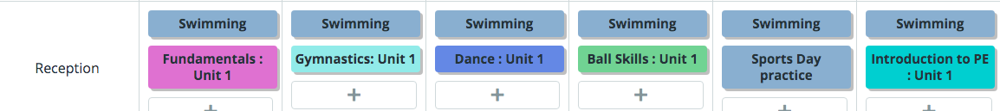 Reception
Swimming
Swimming
Swimming
Swimming
Swimming
Swimming
Fundamentals :
Unit 1
Gymnastics: Unit 1
Dance : Unit 1
Ball Skills : Unit 1
Sports Day
practice
Introduction to PE
: Unit 1
+
+
+
+
+
+